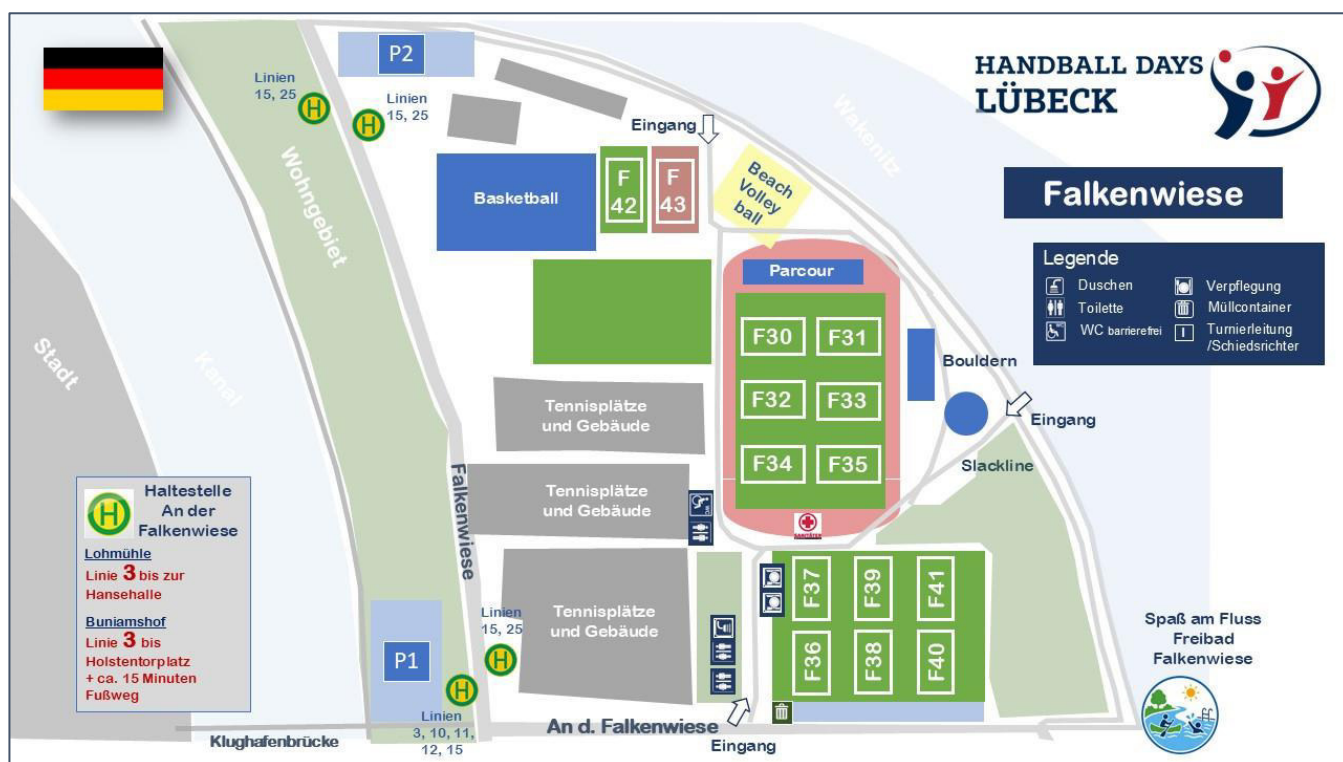 HANDBALL DAYS
LÜBECK
Falkenwiese
Legende
Duschen
Toilette
WC barrierefrei
Verpflegung
Müllcontainer
Turnierleitung
/Schiedsrichter
P2
Linien
15, 25
H
Linien
15, 25
H
Eingang
Wakenitz
Wohngebiet
Basketball
F
42
F
43
Beach
Volley
ball
Parcour
F30
F31
F32
F33
F34
F35
Bouldern
Eingang
Slackline
Stadt
Kanal
Tennisplätze
und Gebäude
Tennisplätze
und Gebäude
Tennisplätze
und Gebäude
Falkenwiese
WC
SANITÄTER
H
Haltestelle
An der
Falkenwiese
Lohmühle
Linie 3 bis zur
Hansehalle
Buniamshof
Linie 3 bis
Holstentorplatz
+ ca. 15 Minuten
Fußweg
P1
Linien
15, 25
H
H
Linien
3, 10, 11,
12, 15
F37
F39
F41
F36
F38
F40
An d. Falkenwiese
Eingang
Klughafenbrücke
Spaß am Fluss
Freibad
Falkenwiese